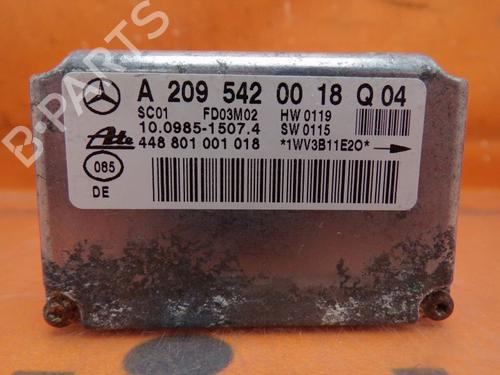 B-PARTS
A 209 542 00 18 Q 04
SC01 FD03M02 HW 0119
10.0985-1507.4 SW 0115
Ate 448 801 001 018 *1WV3B11E2O*
085
DE